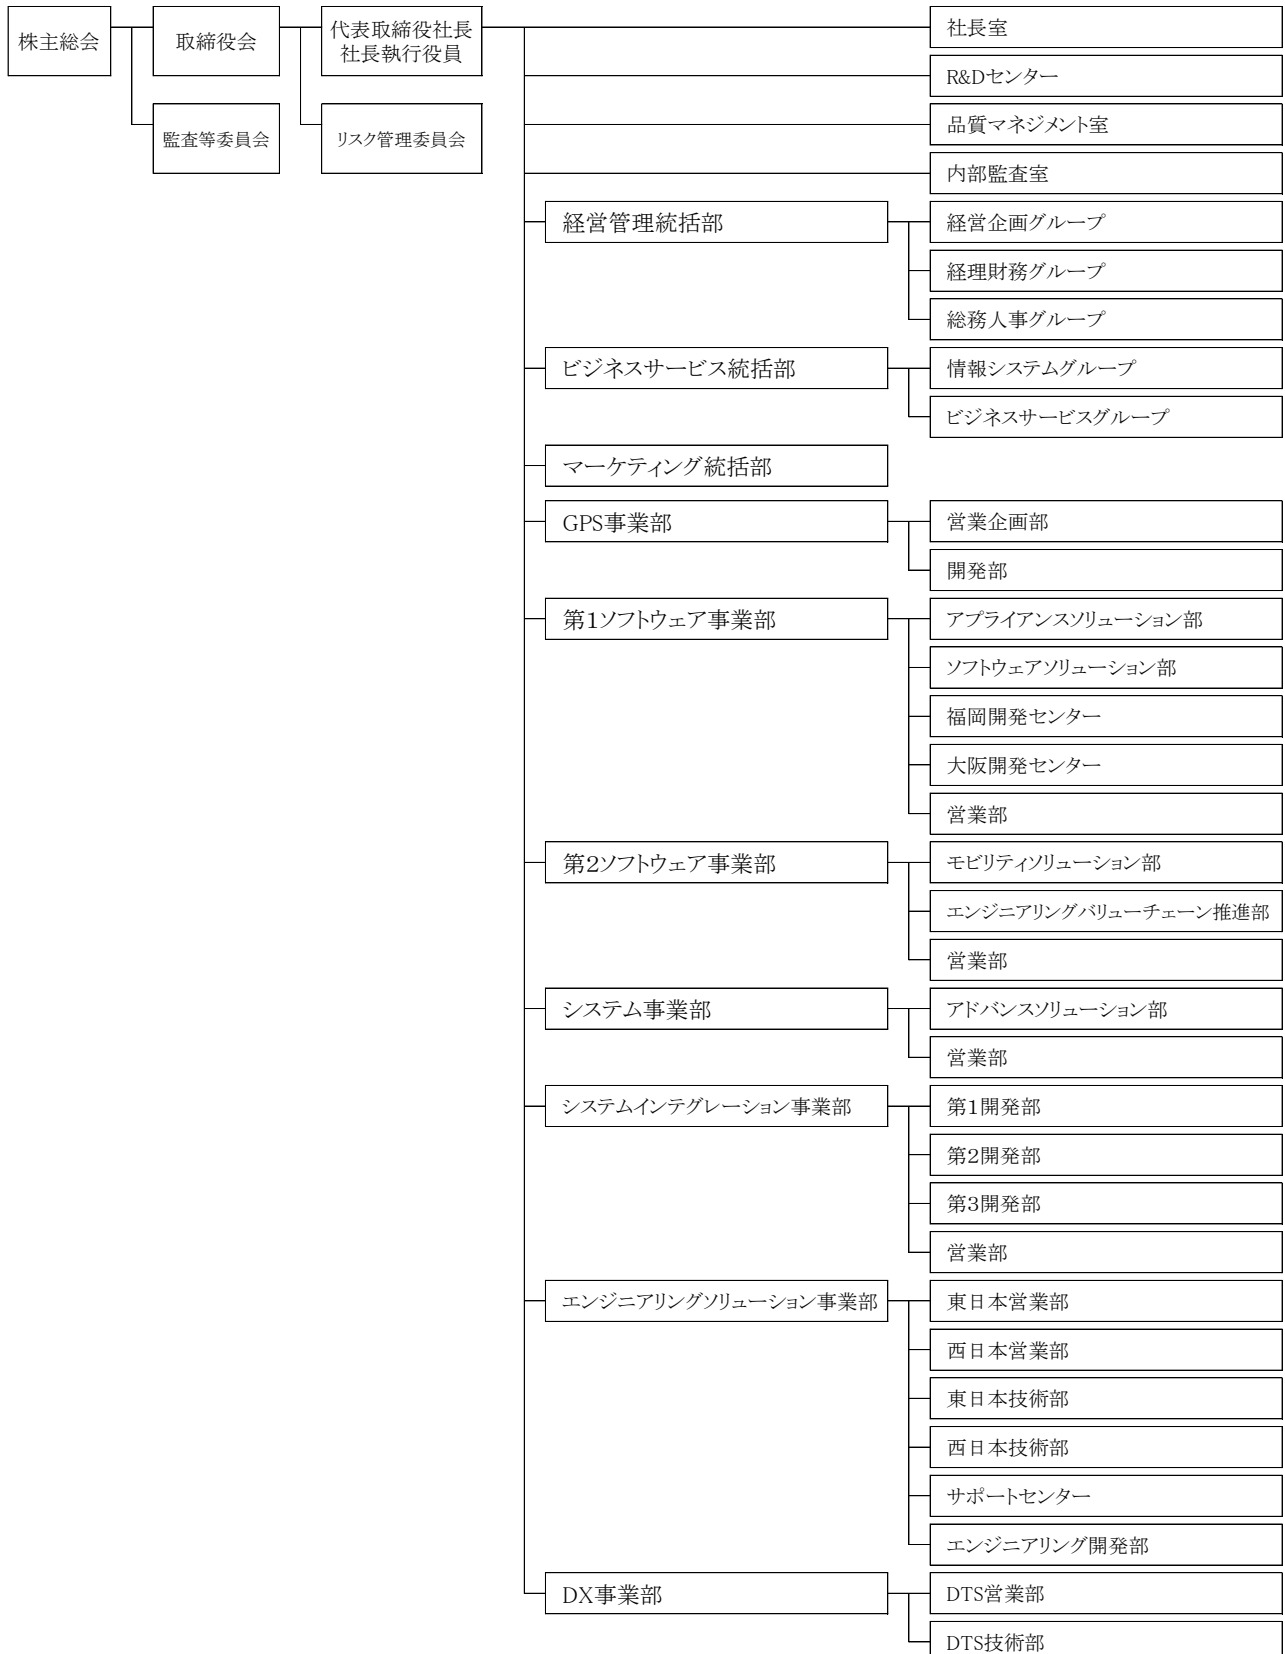 株主総会
取締役会
代表取締役社長
社長執行役員
監査等委員会
リスク管理委員会
社長室
R&Dセンター
品質マネジメント室
内部監査室
経営管理統括部
経営企画グループ
経理財務グループ
総務人事グループ
ビジネスサービス統括部
情報システムグループ
ビジネスサービスグループ
マーケティング統括部
GPS事業部
営業企画部
開発部
第1ソフトウェア事業部
アプライアンスソリューション部
ソフトウェアソリューション部
福岡開発センター
大阪開発センター
営業部
第2ソフトウェア事業部
モビリティソリューション部
エンジニアリングバリューチェーン推進部
営業部
システム事業部
アドバンスソリューション部
営業部
システムインテグレーション事業部
第1開発部
第2開発部
第3開発部
営業部
エンジニアリングソリューション事業部
東日本営業部
西日本営業部
東日本技術部
西日本技術部
サポートセンター
エンジニアリング開発部
DX事業部
DTS営業部
DTS技術部